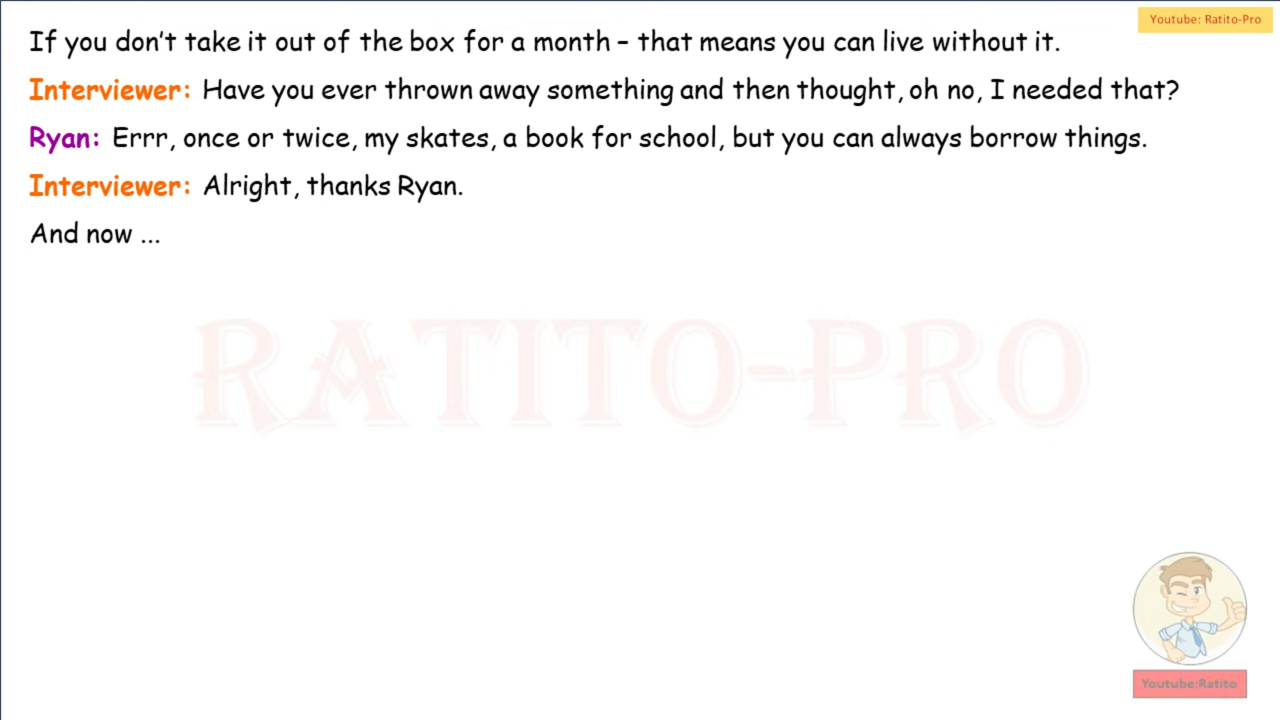 Youtube: Ratito-Pro
If you don't take it out of the box for a month – that means you can live without it.
Interviewer: Have you ever thrown away something and then thought, oh no, I needed that?
Ryan: Errr, once or twice, my skates, a book for school, but you can always borrow things.
Interviewer: Alright, thanks Ryan.
And now ...
RATITO-PRO
Youtube:Ratito